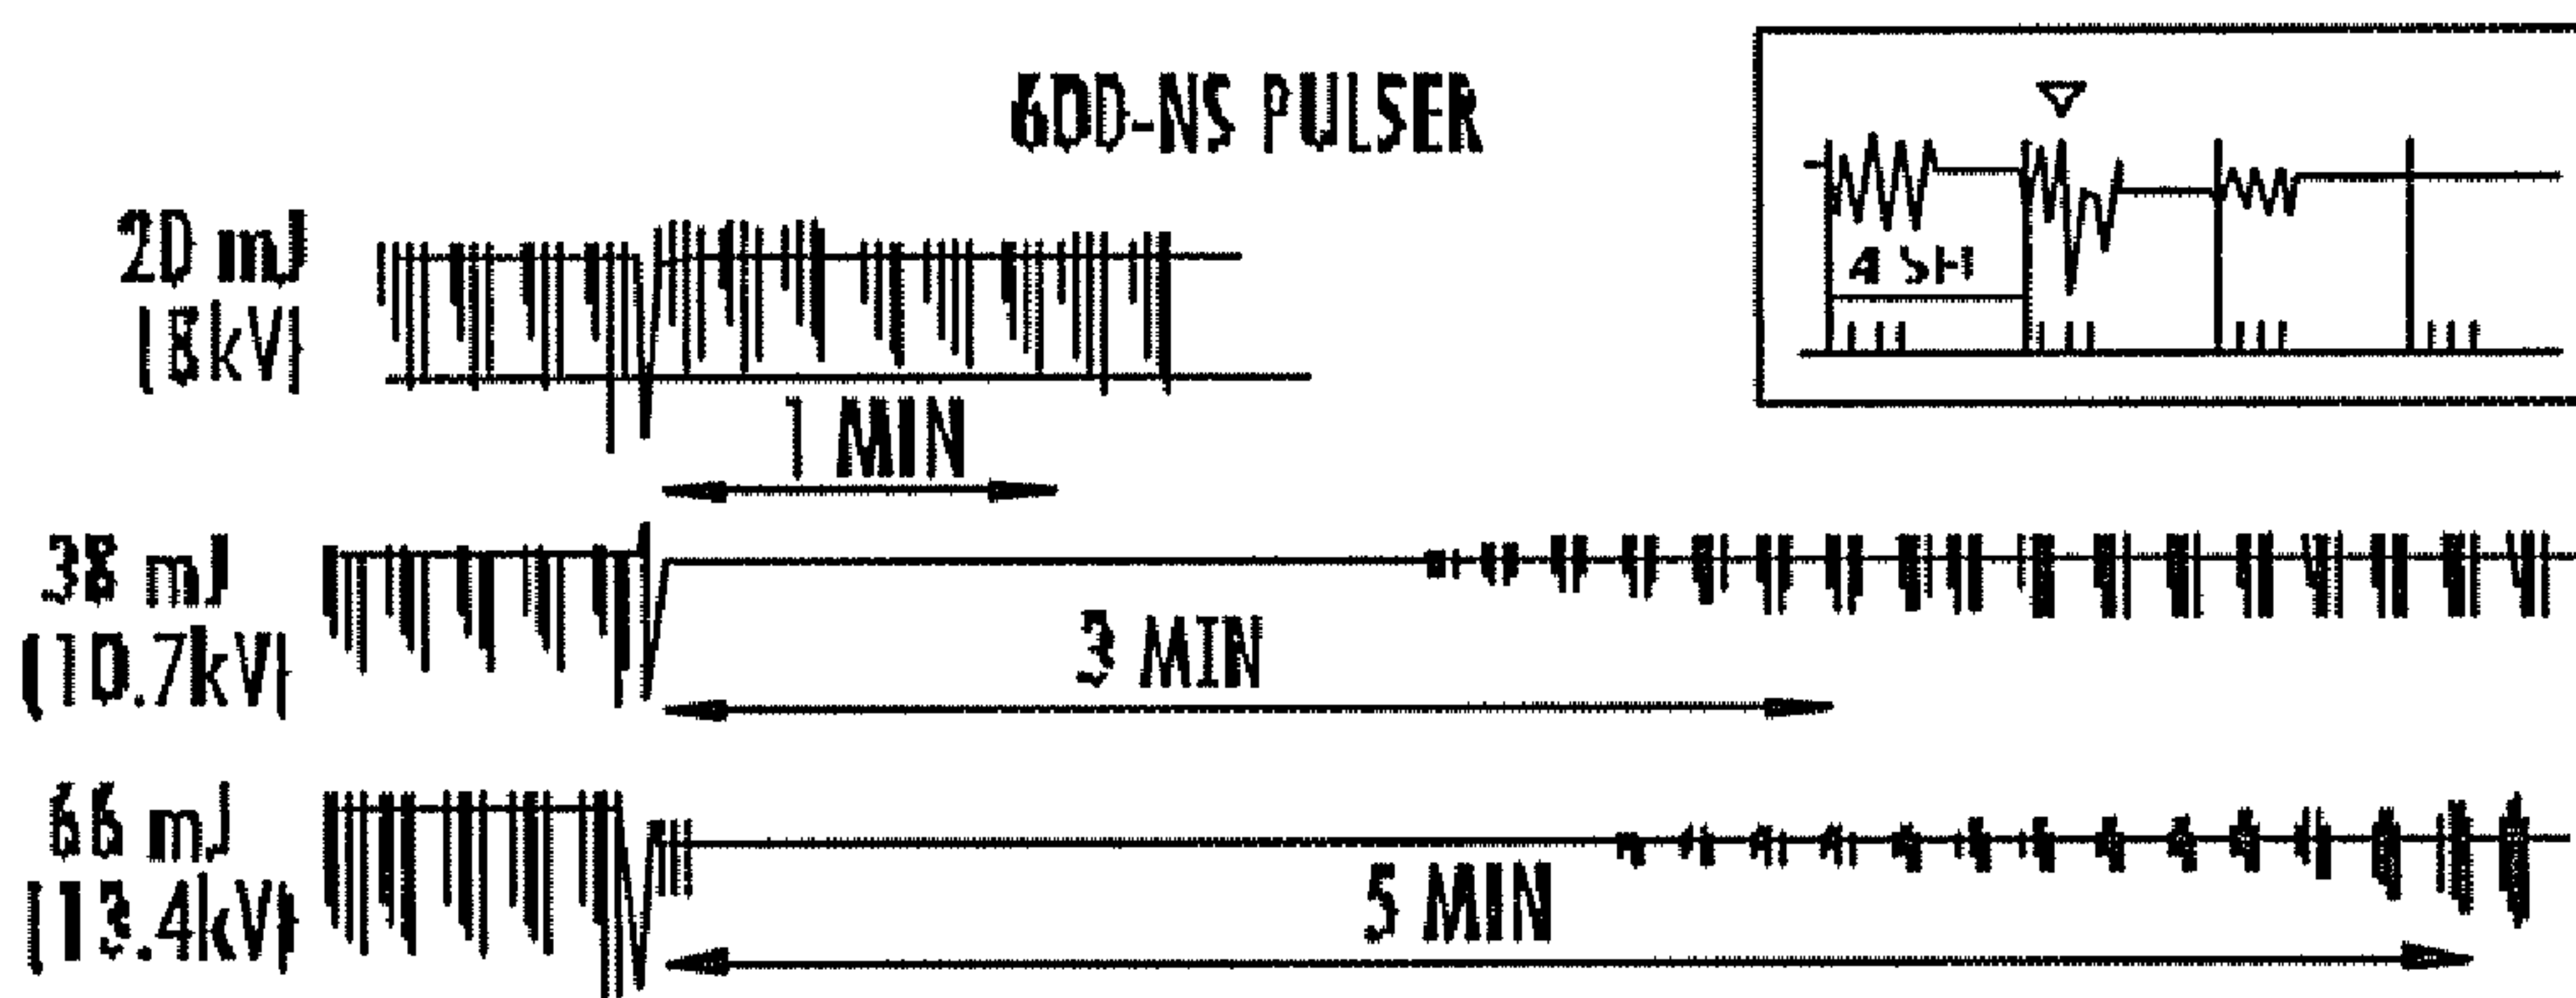 600-NS PULSER
20 mJ
(8kV)
1 MIN
38 mJ
(10.7kV)
3 MIN
66 mJ
(13.4kV)
5 MIN
4